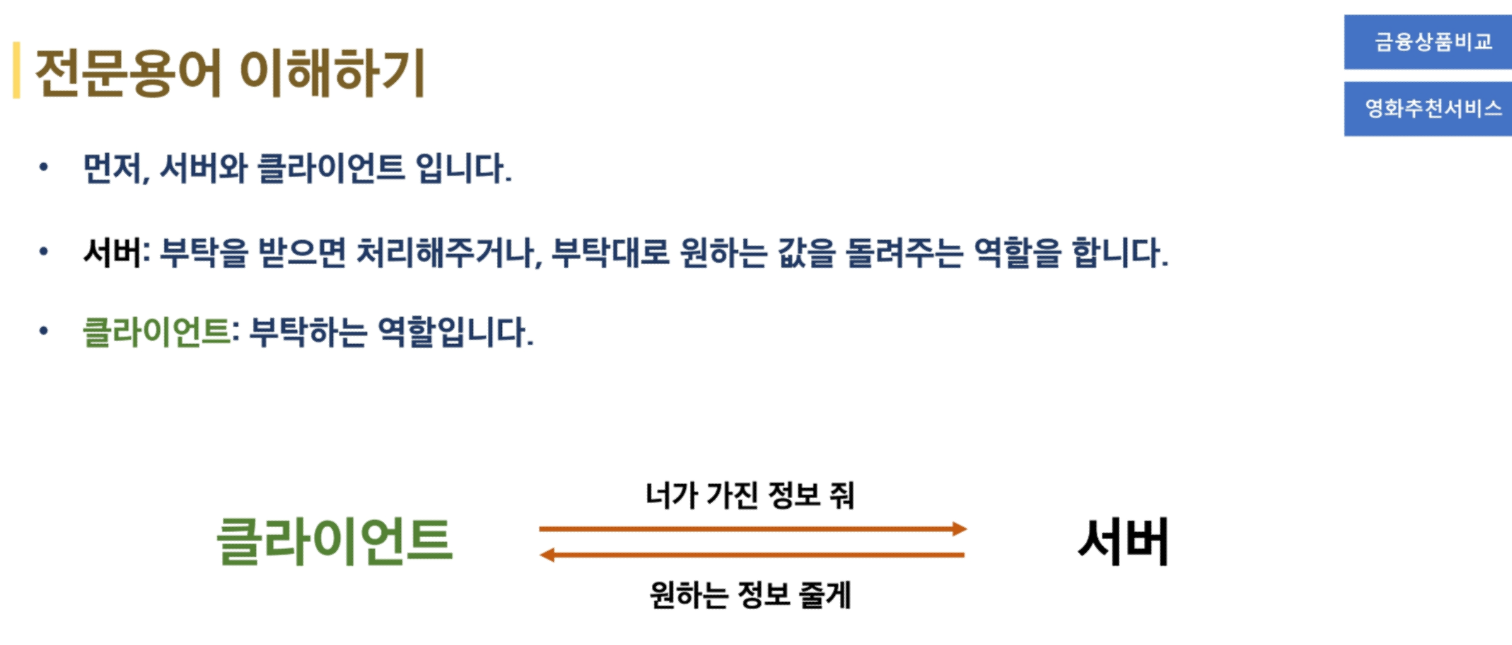 전문용어 이해하기
금융상품비교
영화추천서비스
• 먼저, 서버와 클라이언트 입니다.
• 서버: 부탁을 받으면 처리해주거나, 부탁대로 원하는 값을 돌려주는 역할을 합니다.
• 클라이언트: 부탁하는 역할입니다.
너가 가진 정보 줘
클라이언트
서버
원하는 정보 줄게